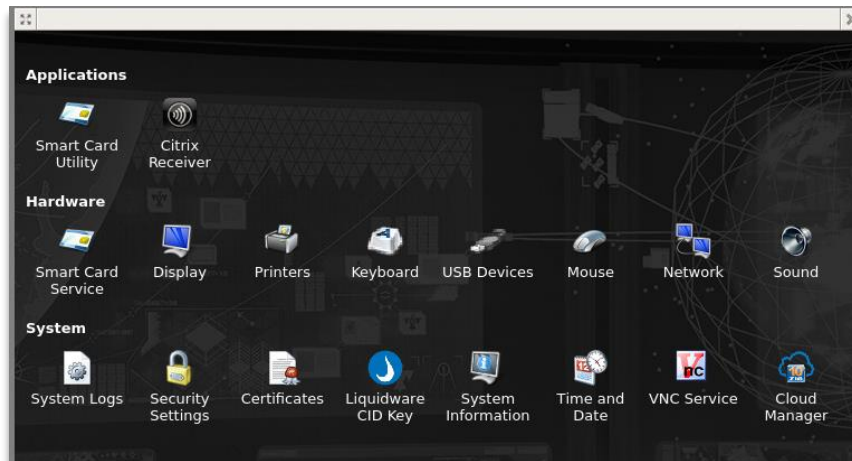 Applications
Smart Card Utility
Citrix Receiver
Hardware
Smart Card Service
Display
Printers
Keyboard
USB Devices
Mouse
Network
Sound
System
System Logs
Security Settings
Certificates
Liquidware CID Key
System Information
Time and Date
VNC Service
Cloud Manager